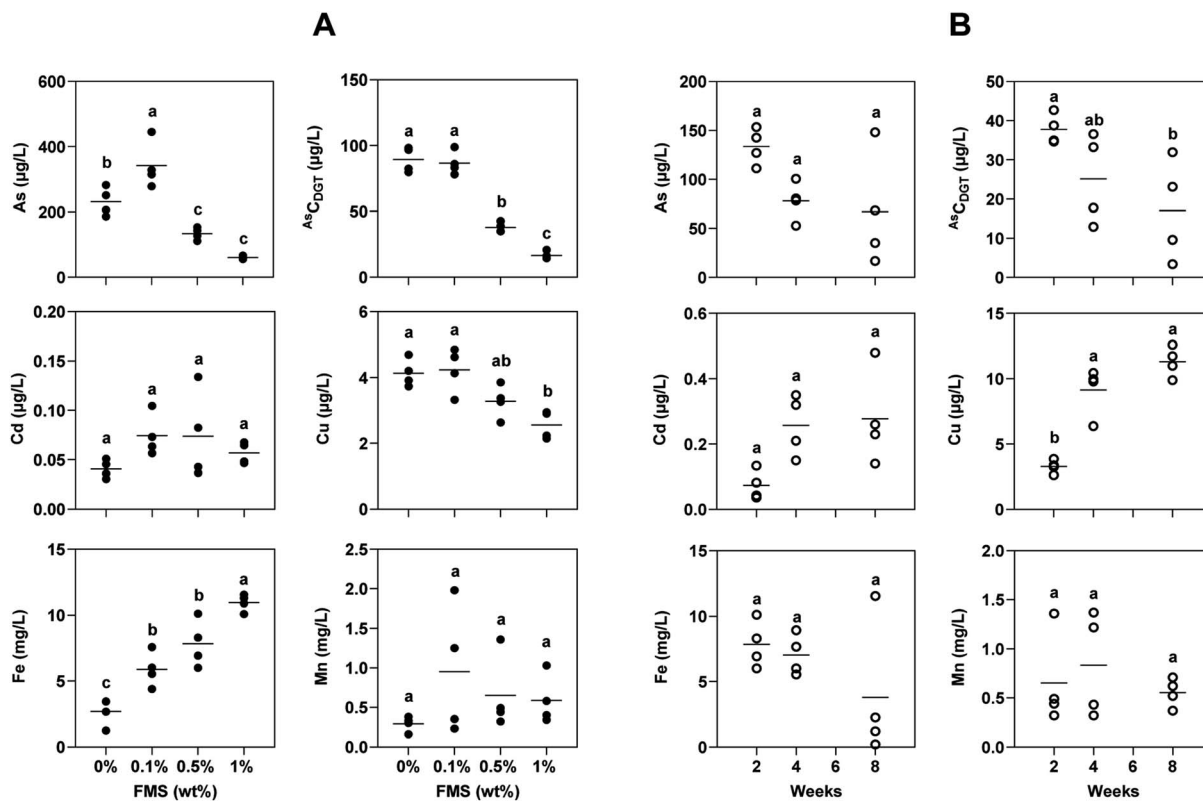 A
B
As (µg/L)
600
400
200
0
b
a
c
c
AsCDGT (µg/L)
150
100
50
0
a
a
b
c
As (µg/L)
200
150
100
50
0
a
a
a
AsCDGT (µg/L)
50
40
30
20
10
0
a
ab
b
Cd (µg/L)
0.20
0.15
0.10
0.05
0.00
a
a
a
a
Cu (µg/L)
6
4
2
0
a
a
ab
b
Cd (µg/L)
0.6
0.4
0.2
0.0
a
a
a
Cu (µg/L)
15
10
5
0
b
a
a
Fe (mg/L)
15
10
5
0
c
b
b
a
0% 0.1% 0.5% 1%
FMS (wt%)
Mn (mg/L)
2.5
2.0
1.5
1.0
0.5
0.0
a
a
a
a
0% 0.1% 0.5% 1%
FMS (wt%)
Fe (mg/L)
15
10
5
0
a
a
a
2 4 6 8
Weeks
Mn (mg/L)
2.0
1.5
1.0
0.5
0.0
a
a
a
2 4 6 8
Weeks